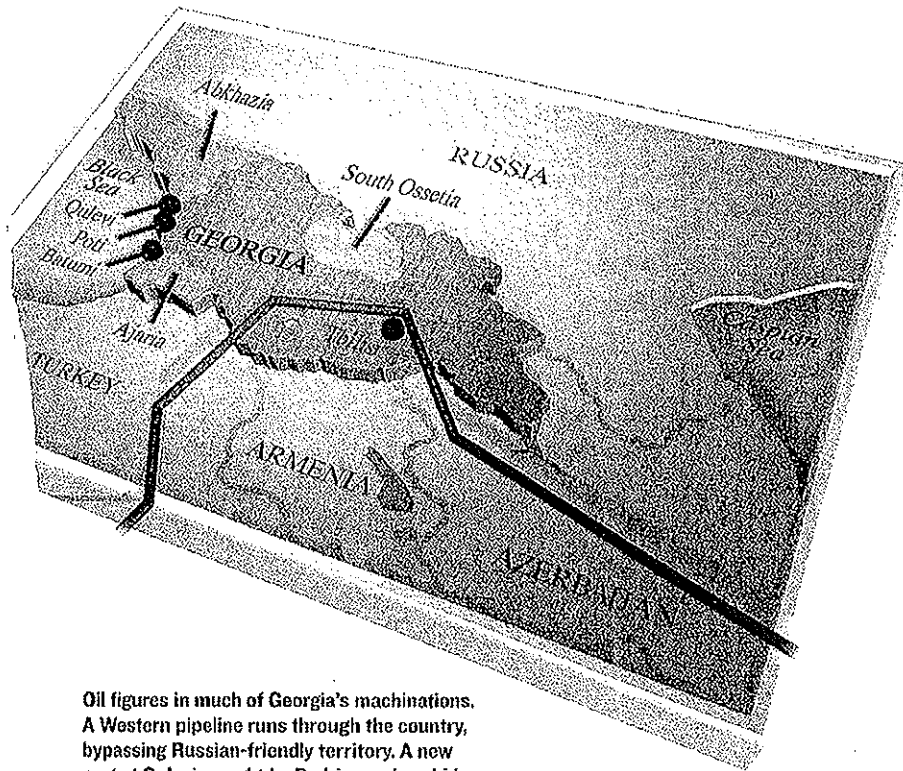 Abkhazia
RUSSIA
South Ossetia
Black
Sea
Qulevi
Poti
Batumi
GEORGIA
Ajaria
Tbilisi
Caspian
Sea
TURKEY
ARMENIA
AZERBAIJAN
Oil figures in much of Georgia's machinations.
A Western pipeline runs through the country,
bypassing Russian-friendly territory. A new